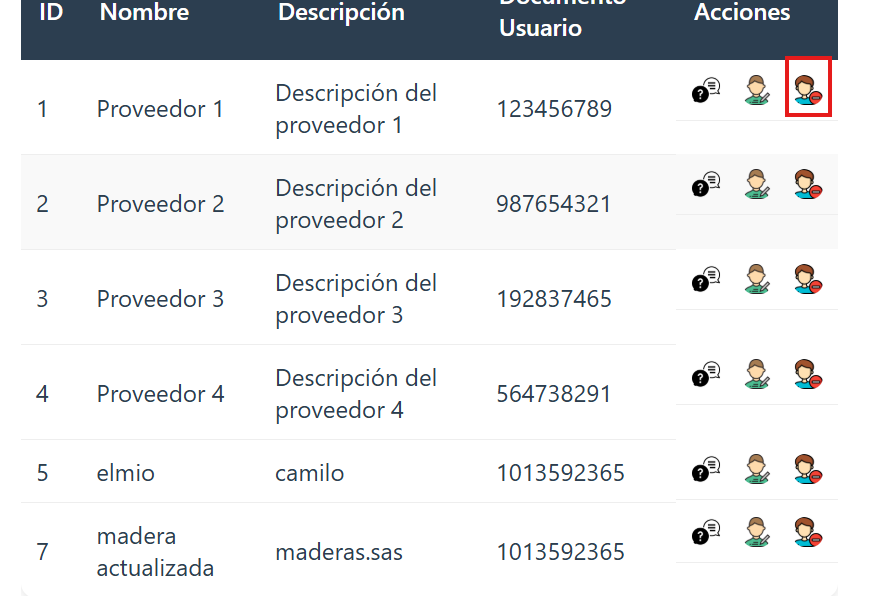 ID Nombre Descripción Documento Acciones
Usuario
1 Proveedor 1 Descripción del 123456789
proveedor 1
2 Proveedor 2 Descripción del 987654321
proveedor 2
3 Proveedor 3 Descripción del 192837465
proveedor 3
4 Proveedor 4 Descripción del 564738291
proveedor 4
5 elmio camilo 1013592365
7 madera maderas.sas 1013592365
actualizada